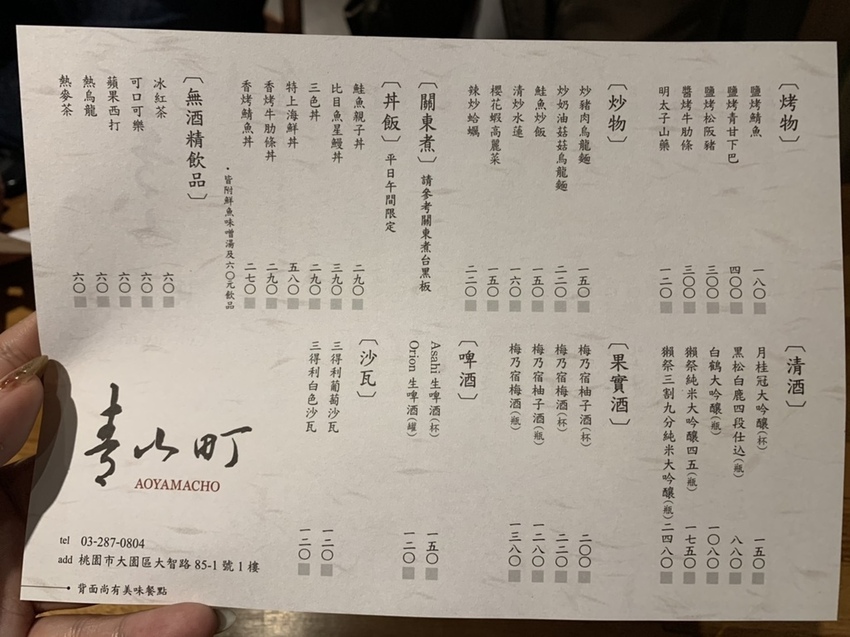 〔烤物〕
鹽烤鯖魚 一八〇
鹽烤青甘下巴 四〇〇
鹽烤松阪豬 三〇〇
醬烤牛肋條 三〇〇
明太子山藥 一二〇
〔炒物〕
炒豬肉烏龍麵 一五〇
炒奶油菇菇烏龍麵 二二〇
鮭魚炒飯 一五〇
清炒水蓮 一六〇
櫻花蝦高麗菜 一五〇
辣炒蛤蠣 二二〇
〔關東煮〕 請參考關東煮台黑板
〔丼飯〕 平日午間限定
鮭魚親子丼 二九〇
比目魚星鰻丼 三九〇
三色丼 二九〇
特上海鮮丼 五八〇
香烤牛肋條丼 二九〇
香烤鯖魚丼 二七〇
•皆附鮮魚味噌湯及六〇元飲品
〔無酒精飲品〕
冰紅茶 六〇
可口可樂 六〇
蘋果西打 六〇
熱烏龍 六〇
熱麥茶 六〇
〔清酒〕
月桂冠大吟釀(杯) 一五〇
黑松白鹿四段仕込(瓶) 八八〇
白鶴大吟釀(瓶) 一〇八〇
獺祭純米大吟釀四五(瓶) 一七五〇
獺祭三割九分純米大吟釀(瓶) 二四八〇
〔果實酒〕
梅乃宿柚子酒(杯) 二〇〇
梅乃宿梅酒(杯) 二二〇
梅乃宿柚子酒(瓶) 一二八〇
梅乃宿梅酒(瓶) 一三八〇
〔啤酒〕
Asahi 生啤酒(杯) 一五〇
Orion 生啤酒(罐) 一二〇
〔沙瓦〕
三得利葡萄沙瓦 一二〇
三得利白色沙瓦 一二〇
青山町
AOYAMACHO
tel 03-287-0804
add 桃園市大園區大智路 85-1 號 1 樓
• 背面尚有美味餐點